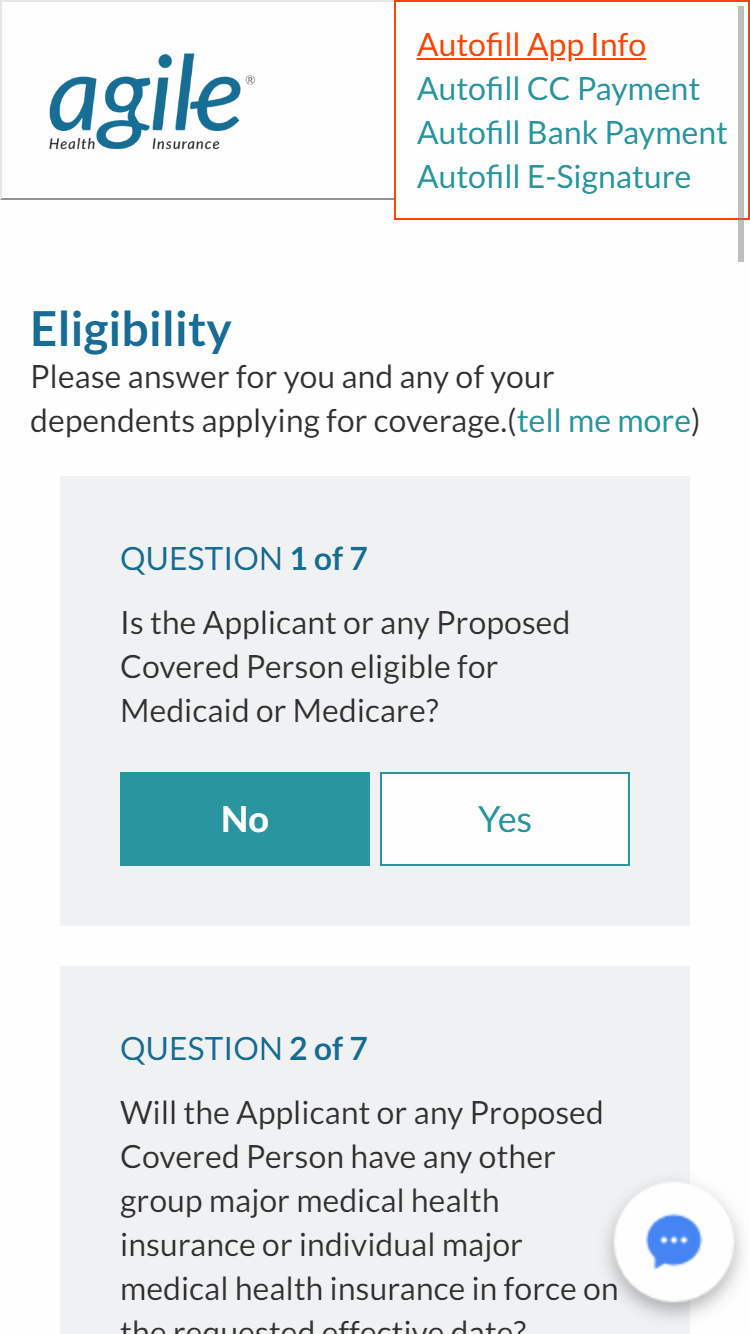 agile®
Health Insurance
Autofill App Info
Autofill CC Payment
Autofill Bank Payment
Autofill E-Signature
Eligibility
Please answer for you and any of your
dependents applying for coverage.(tell me more)
QUESTION 1 of 7
Is the Applicant or any Proposed
Covered Person eligible for
Medicaid or Medicare?
No Yes
QUESTION 2 of 7
Will the Applicant or any Proposed
Covered Person have any other
group major medical health
insurance or individual major
medical health insurance in force on
the requested effective date?